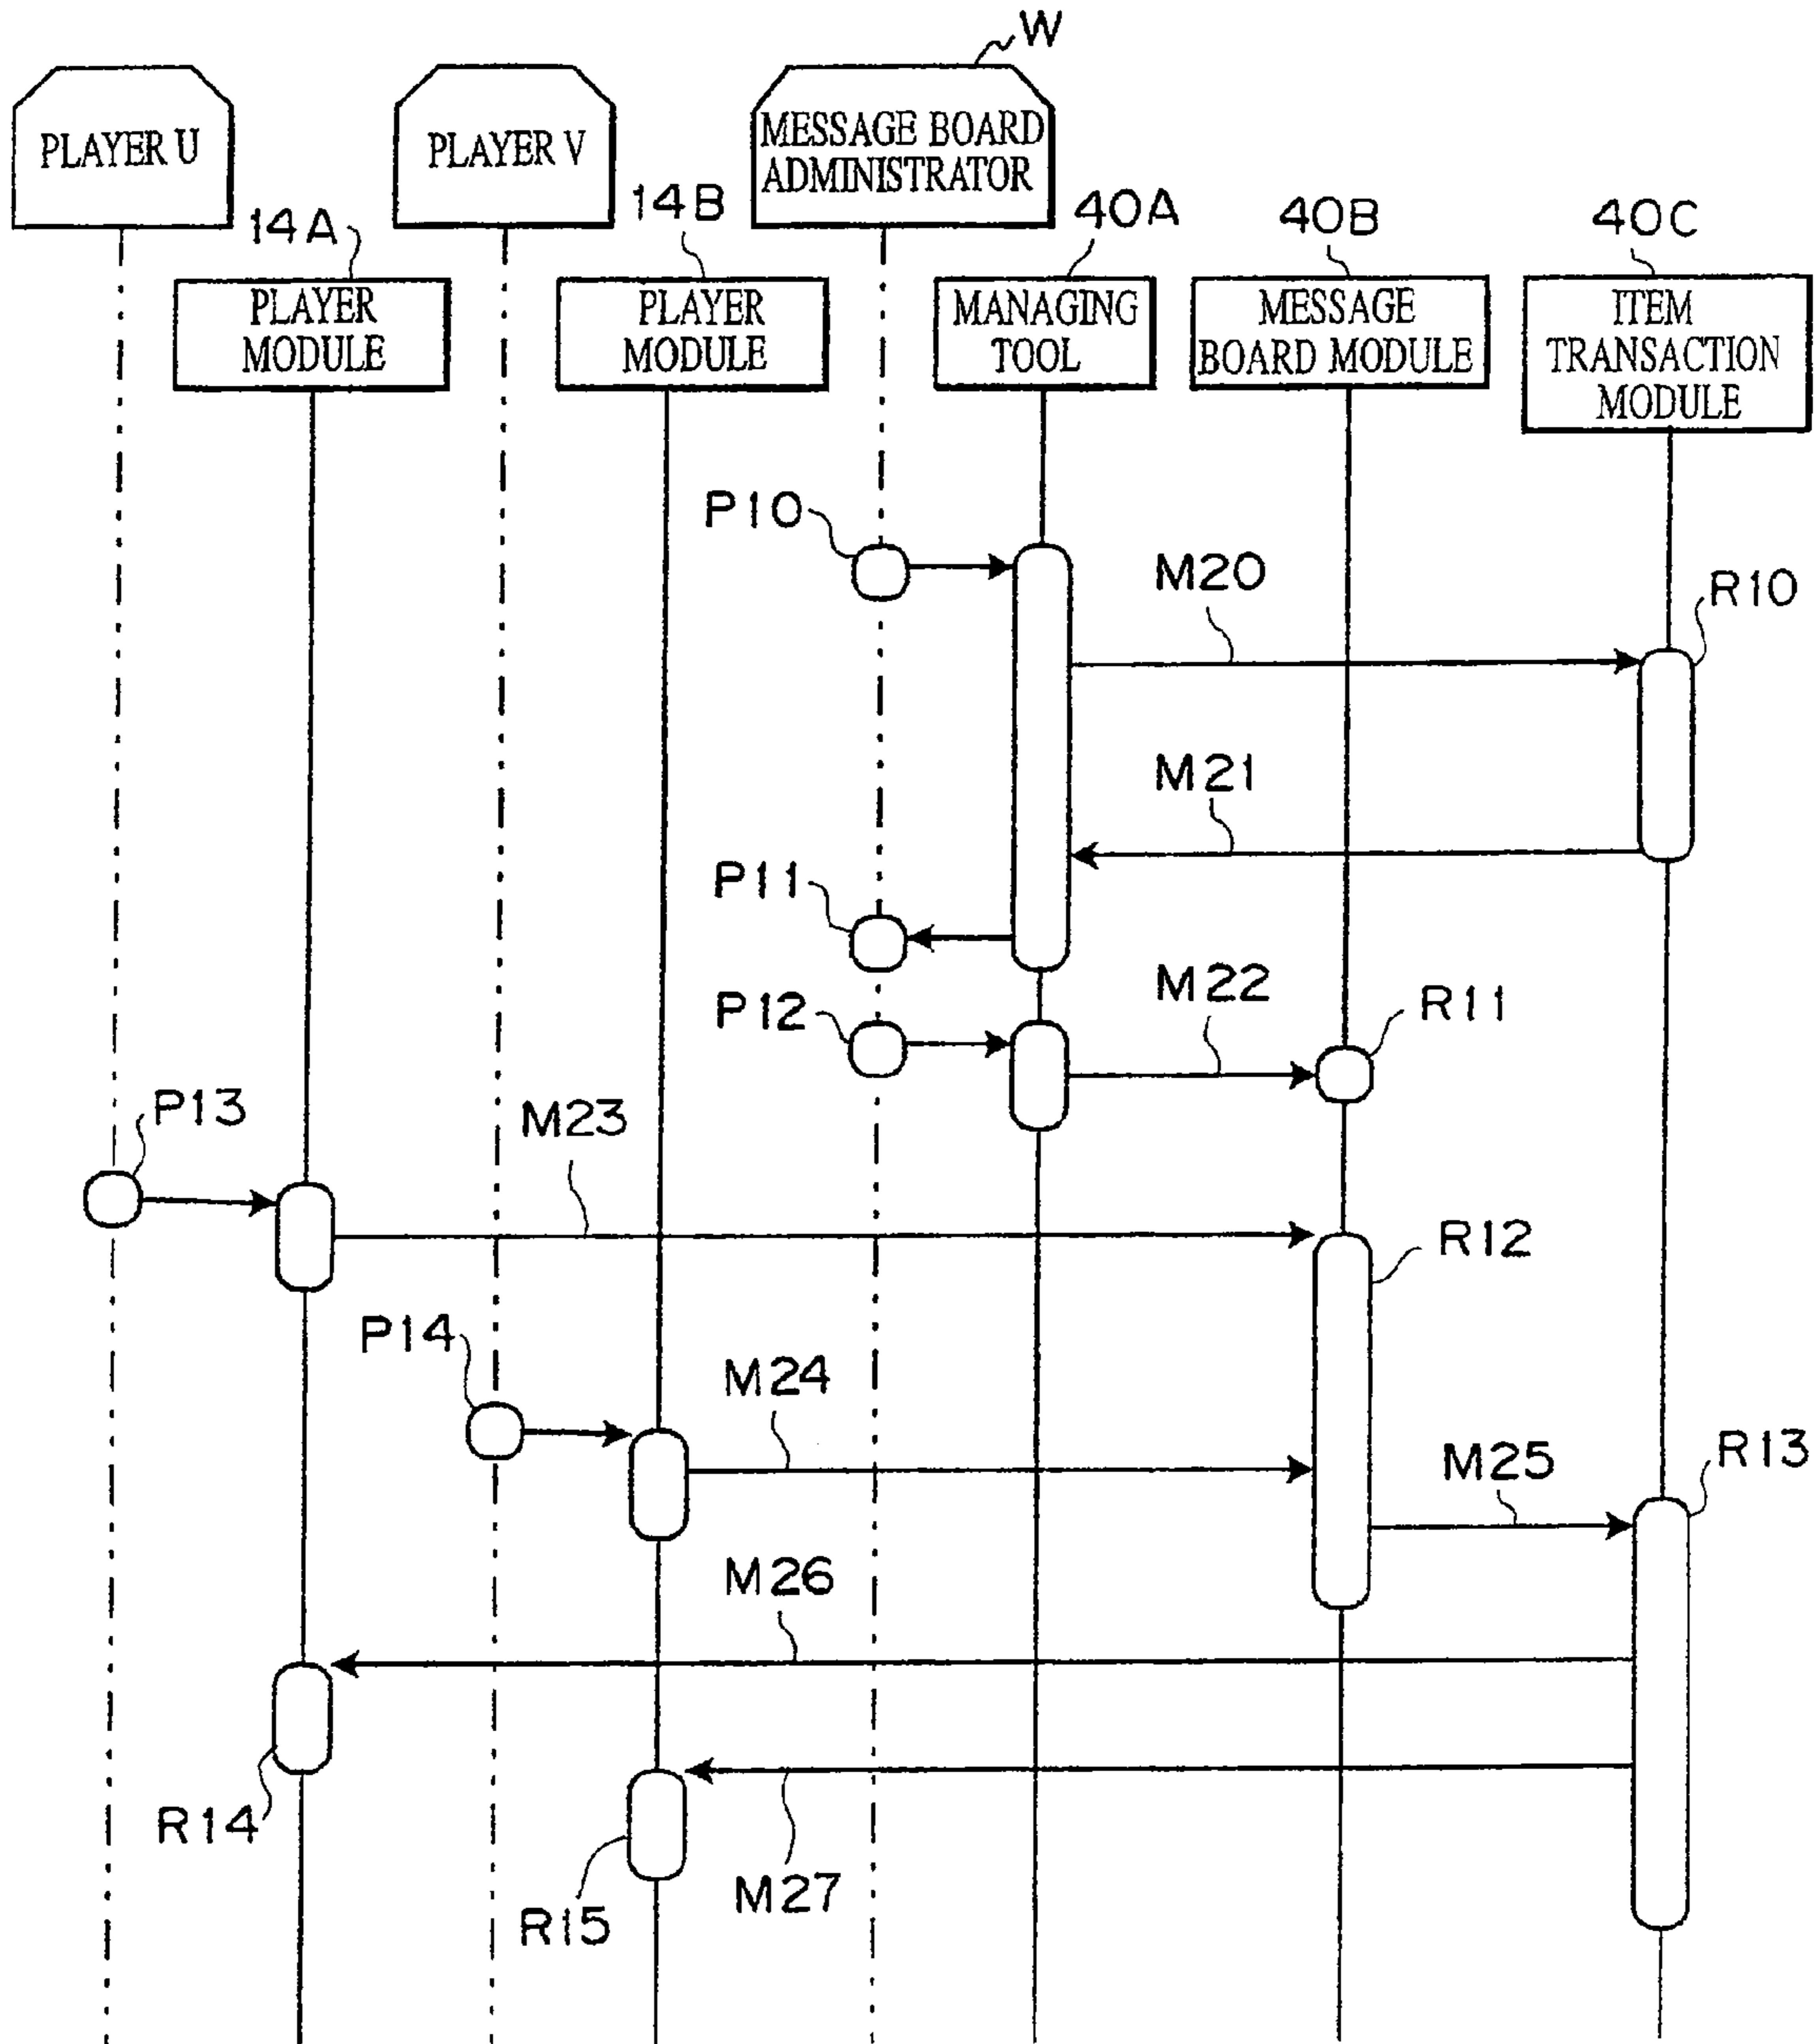 W
PLAYER U
PLAYER V
MESSAGE BOARD
ADMINISTRATOR
14A
14B
40A
40B
40C
PLAYER
MODULE
PLAYER
MODULE
MANAGING
TOOL
MESSAGE
BOARD MODULE
ITEM
TRANSACTION
MODULE
P10
M20
R10
M21
P11
M22
R11
P12
P13
M23
R12
P14
M24
M25
R13
M26
R14
M27
R15